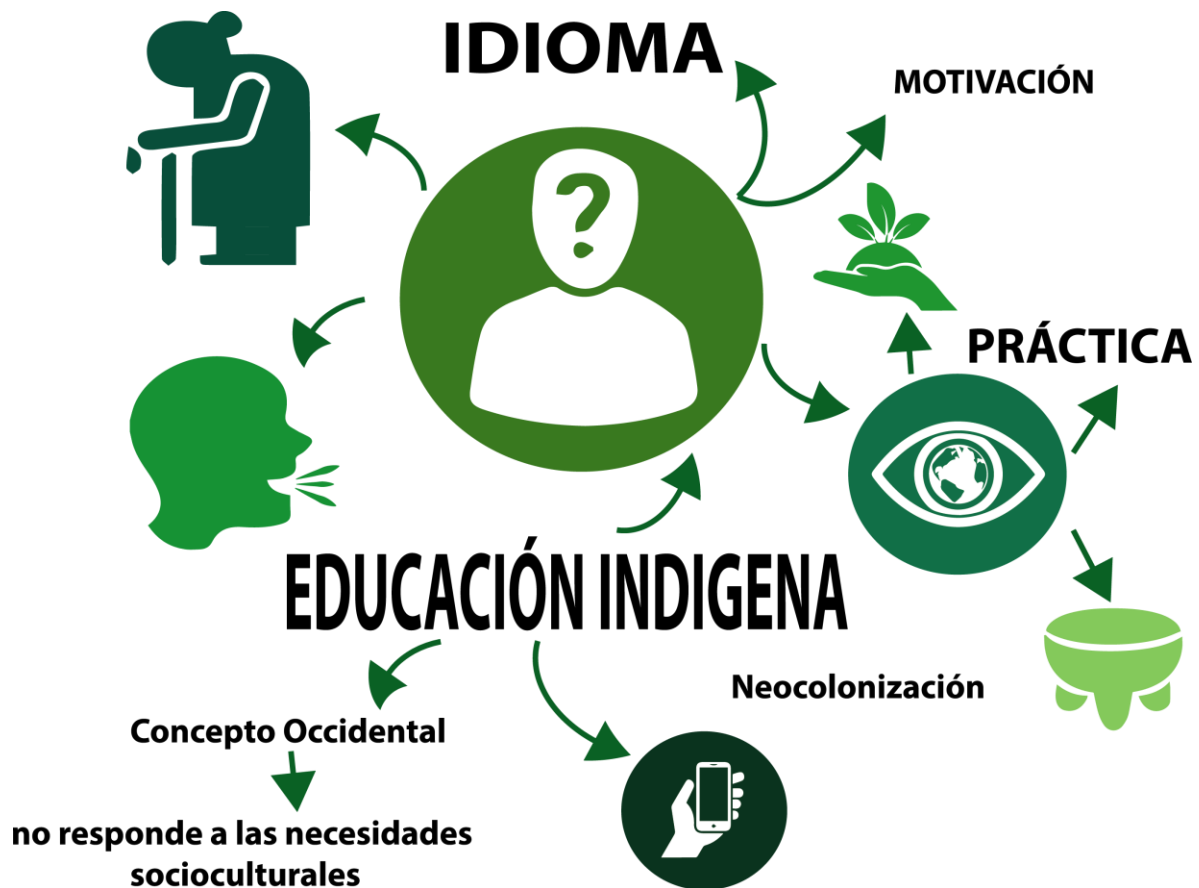 IDIOMA
MOTIVACIÓN
?
PRÁCTICA
EDUCACIÓN INDIGENA
Neocolonización
Concepto Occidental
no responde a las necesidades
socioculturales